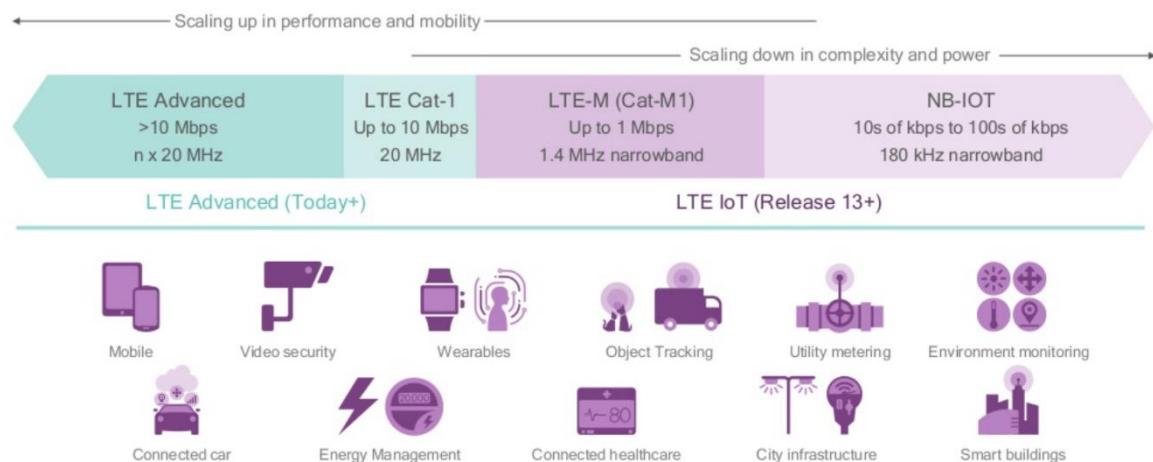 Scaling up in performance and mobility
Scaling down in complexity and power
LTE Advanced
>10 Mbps
n x 20 MHz
LTE Cat-1
Up to 10 Mbps
20 MHz
LTE-M (Cat-M1)
Up to 1 Mbps
1.4 MHz narrowband
NB-IOT
10s of kbps to 100s of kbps
180 kHz narrowband
LTE Advanced (Today+)
LTE IoT (Release 13+)
Mobile
Video security
Wearables
Object Tracking
Utility metering
Environment monitoring
20000
80
Connected car
Energy Management
Connected healthcare
City infrastructure
Smart buildings